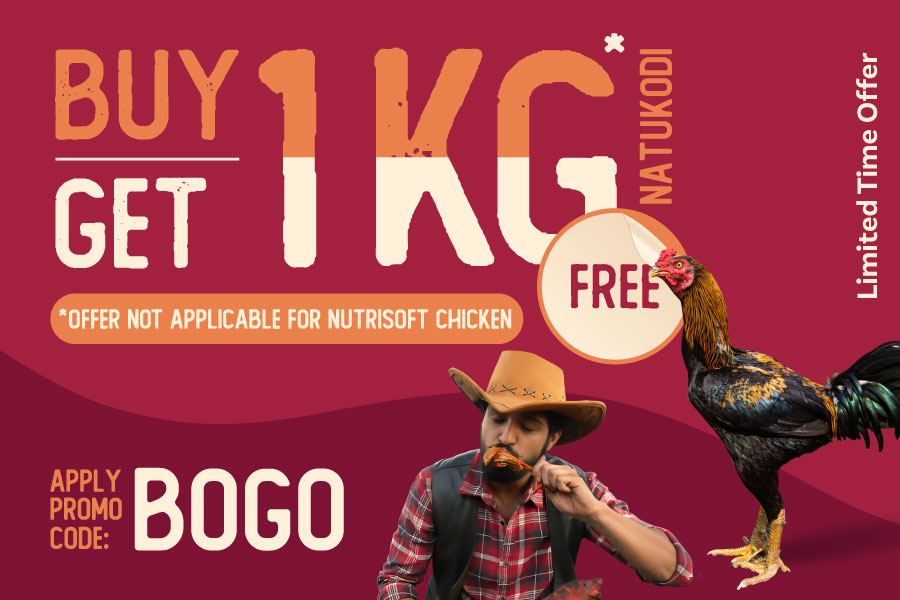 BUY
GET
1 KG*
NATUKODI
FREE
*OFFER NOT APPLICABLE FOR NUTRISOFT CHICKEN
Limited Time Offer
APPLY
PROMO
CODE:
BOGO